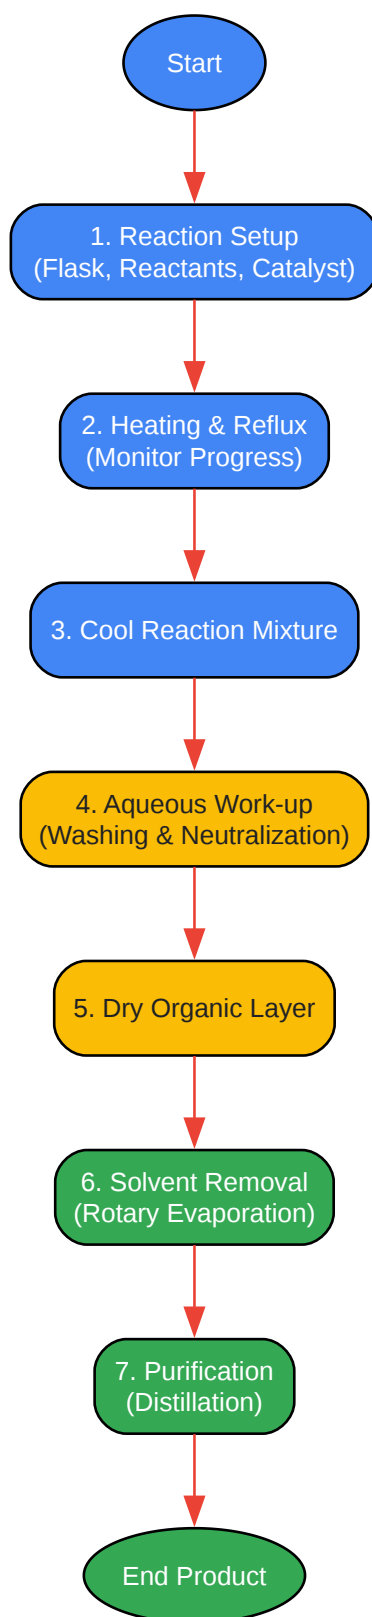 Start
1. Reaction Setup
(Flask, Reactants, Catalyst)
2. Heating & Reflux
(Monitor Progress)
3. Cool Reaction Mixture
4. Aqueous Work-up
(Washing & Neutralization)
5. Dry Organic Layer
6. Solvent Removal
(Rotary Evaporation)
7. Purification
(Distillation)
End Product